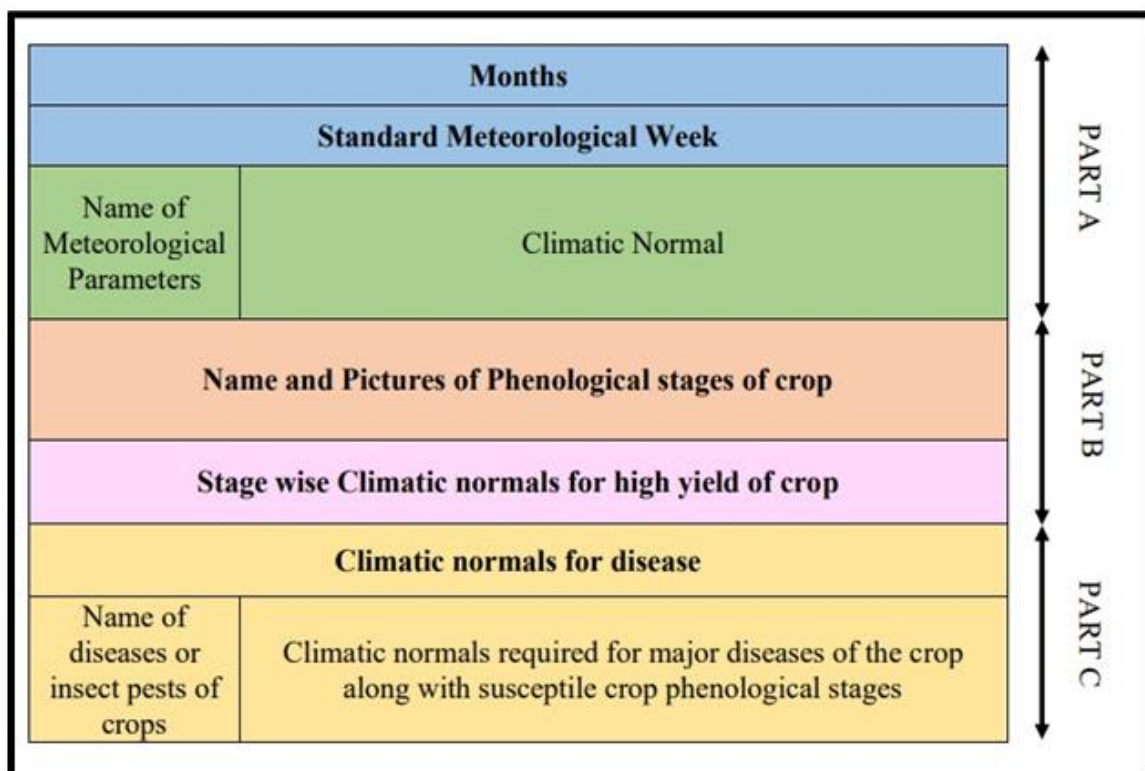 Months
Standard Meteorological Week
Name of
Meteorological
Parameters
Climatic Normal
PART A
Name and Pictures of Phenological stages of crop
Stage wise Climatic normals for high yield of crop
PART B
Climatic normals for disease
Name of
diseases or
insect pests of
crops
Climatic normals required for major diseases of the crop
along with susceptile crop phenological stages
PART C